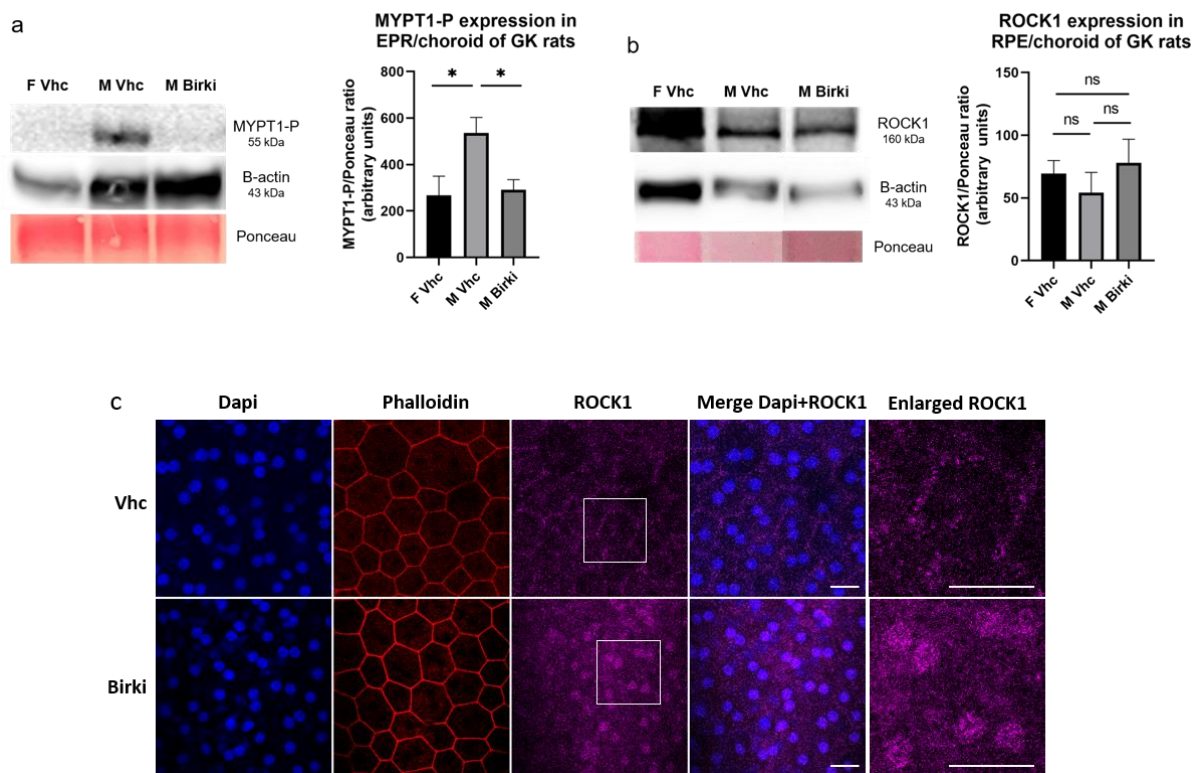 a
MYPT1-P expression in
EPR/choroid of GK rats
F Vhc M Vhc M Birki
MYPT1-P
55 kDa
B-actin
43 kDa
Ponceau
MYPT1-P/Ponceau ratio
(arbitrary units)
800
600
400
200
0
* *
F Vhc
M Vhc
M Birki
b
ROCK1 expression in
RPE/choroid of GK rats
F Vhc M Vhc M Birki
ROCK1
160 kDa
B-actin
43 kDa
Ponceau
ROCK1/Ponceau ratio
(arbitrary units)
150
100
50
0
ns
ns ns
F Vhc
M Vhc
M Birki
c
Dapi Phalloidin ROCK1 Merge Dapi+ROCK1 Enlarged ROCK1
Vhc
Birki